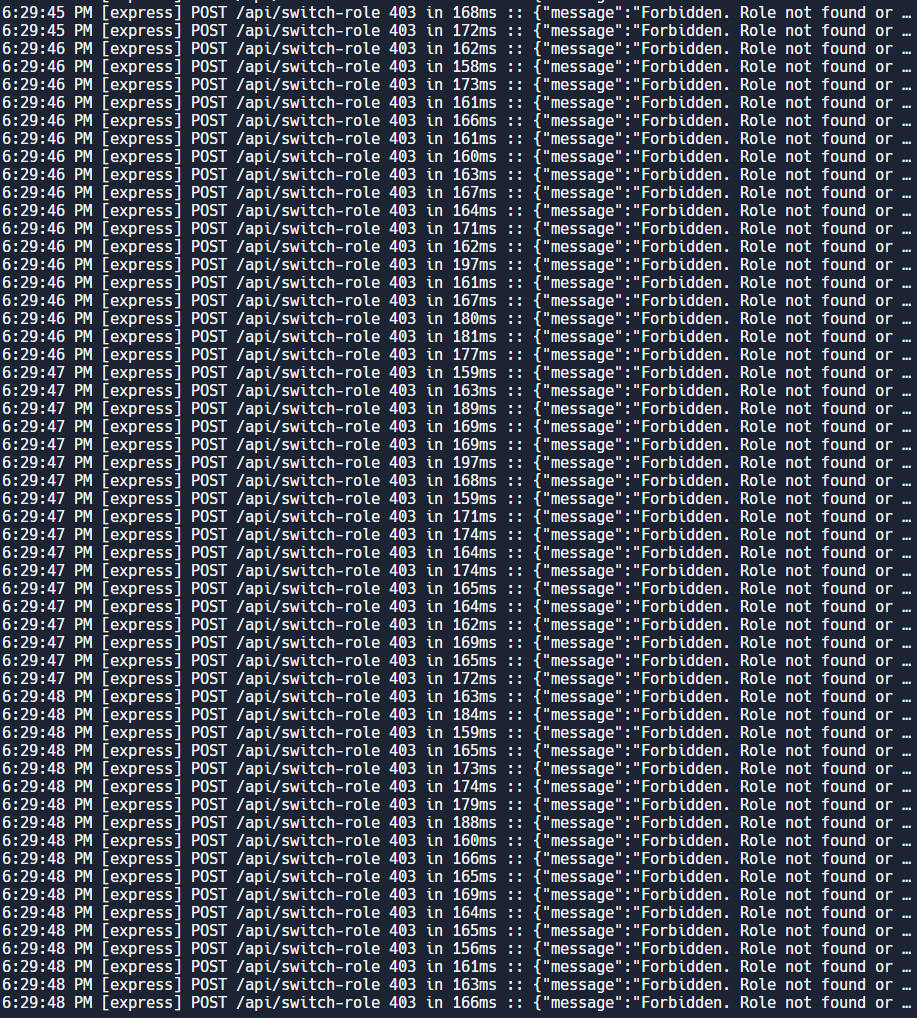 6:29:45 PM [express] POST /api/switch-role 403 in 168ms :: {"message":"Forbidden. Role not found or …
6:29:45 PM [express] POST /api/switch-role 403 in 172ms :: {"message":"Forbidden. Role not found or …
6:29:46 PM [express] POST /api/switch-role 403 in 162ms :: {"message":"Forbidden. Role not found or …
6:29:46 PM [express] POST /api/switch-role 403 in 158ms :: {"message":"Forbidden. Role not found or …
6:29:46 PM [express] POST /api/switch-role 403 in 173ms :: {"message":"Forbidden. Role not found or …
6:29:46 PM [express] POST /api/switch-role 403 in 161ms :: {"message":"Forbidden. Role not found or …
6:29:46 PM [express] POST /api/switch-role 403 in 166ms :: {"message":"Forbidden. Role not found or …
6:29:46 PM [express] POST /api/switch-role 403 in 161ms :: {"message":"Forbidden. Role not found or …
6:29:46 PM [express] POST /api/switch-role 403 in 160ms :: {"message":"Forbidden. Role not found or …
6:29:46 PM [express] POST /api/switch-role 403 in 163ms :: {"message":"Forbidden. Role not found or …
6:29:46 PM [express] POST /api/switch-role 403 in 167ms :: {"message":"Forbidden. Role not found or …
6:29:46 PM [express] POST /api/switch-role 403 in 164ms :: {"message":"Forbidden. Role not found or …
6:29:46 PM [express] POST /api/switch-role 403 in 171ms :: {"message":"Forbidden. Role not found or …
6:29:46 PM [express] POST /api/switch-role 403 in 162ms :: {"message":"Forbidden. Role not found or …
6:29:46 PM [express] POST /api/switch-role 403 in 197ms :: {"message":"Forbidden. Role not found or …
6:29:46 PM [express] POST /api/switch-role 403 in 161ms :: {"message":"Forbidden. Role not found or …
6:29:46 PM [express] POST /api/switch-role 403 in 167ms :: {"message":"Forbidden. Role not found or …
6:29:46 PM [express] POST /api/switch-role 403 in 180ms :: {"message":"Forbidden. Role not found or …
6:29:46 PM [express] POST /api/switch-role 403 in 181ms :: {"message":"Forbidden. Role not found or …
6:29:46 PM [express] POST /api/switch-role 403 in 177ms :: {"message":"Forbidden. Role not found or …
6:29:47 PM [express] POST /api/switch-role 403 in 159ms :: {"message":"Forbidden. Role not found or …
6:29:47 PM [express] POST /api/switch-role 403 in 163ms :: {"message":"Forbidden. Role not found or …
6:29:47 PM [express] POST /api/switch-role 403 in 189ms :: {"message":"Forbidden. Role not found or …
6:29:47 PM [express] POST /api/switch-role 403 in 169ms :: {"message":"Forbidden. Role not found or …
6:29:47 PM [express] POST /api/switch-role 403 in 169ms :: {"message":"Forbidden. Role not found or …
6:29:47 PM [express] POST /api/switch-role 403 in 197ms :: {"message":"Forbidden. Role not found or …
6:29:47 PM [express] POST /api/switch-role 403 in 168ms :: {"message":"Forbidden. Role not found or …
6:29:47 PM [express] POST /api/switch-role 403 in 159ms :: {"message":"Forbidden. Role not found or …
6:29:47 PM [express] POST /api/switch-role 403 in 171ms :: {"message":"Forbidden. Role not found or …
6:29:47 PM [express] POST /api/switch-role 403 in 174ms :: {"message":"Forbidden. Role not found or …
6:29:47 PM [express] POST /api/switch-role 403 in 164ms :: {"message":"Forbidden. Role not found or …
6:29:47 PM [express] POST /api/switch-role 403 in 174ms :: {"message":"Forbidden. Role not found or …
6:29:47 PM [express] POST /api/switch-role 403 in 165ms :: {"message":"Forbidden. Role not found or …
6:29:47 PM [express] POST /api/switch-role 403 in 164ms :: {"message":"Forbidden. Role not found or …
6:29:47 PM [express] POST /api/switch-role 403 in 162ms :: {"message":"Forbidden. Role not found or …
6:29:47 PM [express] POST /api/switch-role 403 in 169ms :: {"message":"Forbidden. Role not found or …
6:29:47 PM [express] POST /api/switch-role 403 in 165ms :: {"message":"Forbidden. Role not found or …
6:29:47 PM [express] POST /api/switch-role 403 in 172ms :: {"message":"Forbidden. Role not found or …
6:29:48 PM [express] POST /api/switch-role 403 in 163ms :: {"message":"Forbidden. Role not found or …
6:29:48 PM [express] POST /api/switch-role 403 in 184ms :: {"message":"Forbidden. Role not found or …
6:29:48 PM [express] POST /api/switch-role 403 in 159ms :: {"message":"Forbidden. Role not found or …
6:29:48 PM [express] POST /api/switch-role 403 in 165ms :: {"message":"Forbidden. Role not found or …
6:29:48 PM [express] POST /api/switch-role 403 in 173ms :: {"message":"Forbidden. Role not found or …
6:29:48 PM [express] POST /api/switch-role 403 in 174ms :: {"message":"Forbidden. Role not found or …
6:29:48 PM [express] POST /api/switch-role 403 in 179ms :: {"message":"Forbidden. Role not found or …
6:29:48 PM [express] POST /api/switch-role 403 in 188ms :: {"message":"Forbidden. Role not found or …
6:29:48 PM [express] POST /api/switch-role 403 in 160ms :: {"message":"Forbidden. Role not found or …
6:29:48 PM [express] POST /api/switch-role 403 in 166ms :: {"message":"Forbidden. Role not found or …
6:29:48 PM [express] POST /api/switch-role 403 in 165ms :: {"message":"Forbidden. Role not found or …
6:29:48 PM [express] POST /api/switch-role 403 in 169ms :: {"message":"Forbidden. Role not found or …
6:29:48 PM [express] POST /api/switch-role 403 in 164ms :: {"message":"Forbidden. Role not found or …
6:29:48 PM [express] POST /api/switch-role 403 in 165ms :: {"message":"Forbidden. Role not found or …
6:29:48 PM [express] POST /api/switch-role 403 in 156ms :: {"message":"Forbidden. Role not found or …
6:29:48 PM [express] POST /api/switch-role 403 in 161ms :: {"message":"Forbidden. Role not found or …
6:29:48 PM [express] POST /api/switch-role 403 in 163ms :: {"message":"Forbidden. Role not found or …
6:29:48 PM [express] POST /api/switch-role 403 in 166ms :: {"message":"Forbidden. Role not found or …